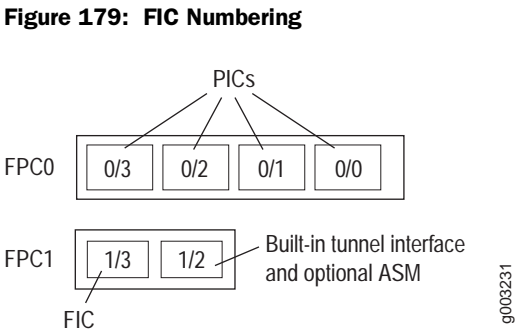 Figure 179: FIC Numbering
PICs
FPC0 0/3 0/2 0/1 0/0
FPC1 1/3 1/2 Built-in tunnel interface
and optional ASM
FIC
g003231